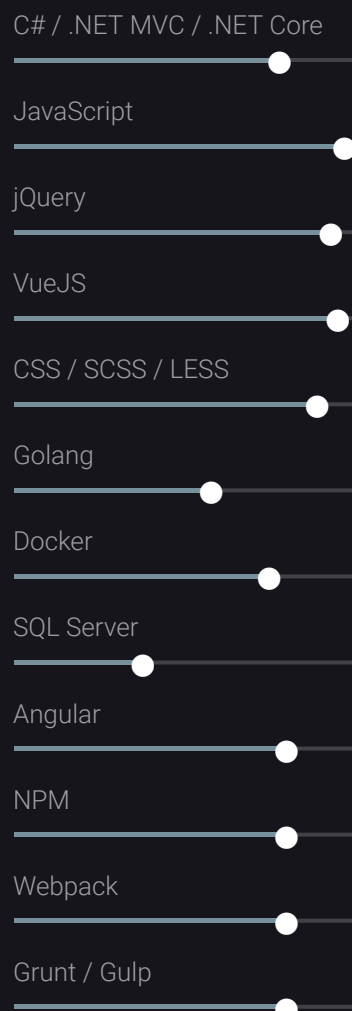 C# / .NET MVC / .NET Core
JavaScript
jQuery
VueJS
CSS / SCSS / LESS
Golang
Docker
SQL Server
Angular
NPM
Webpack
Grunt / Gulp